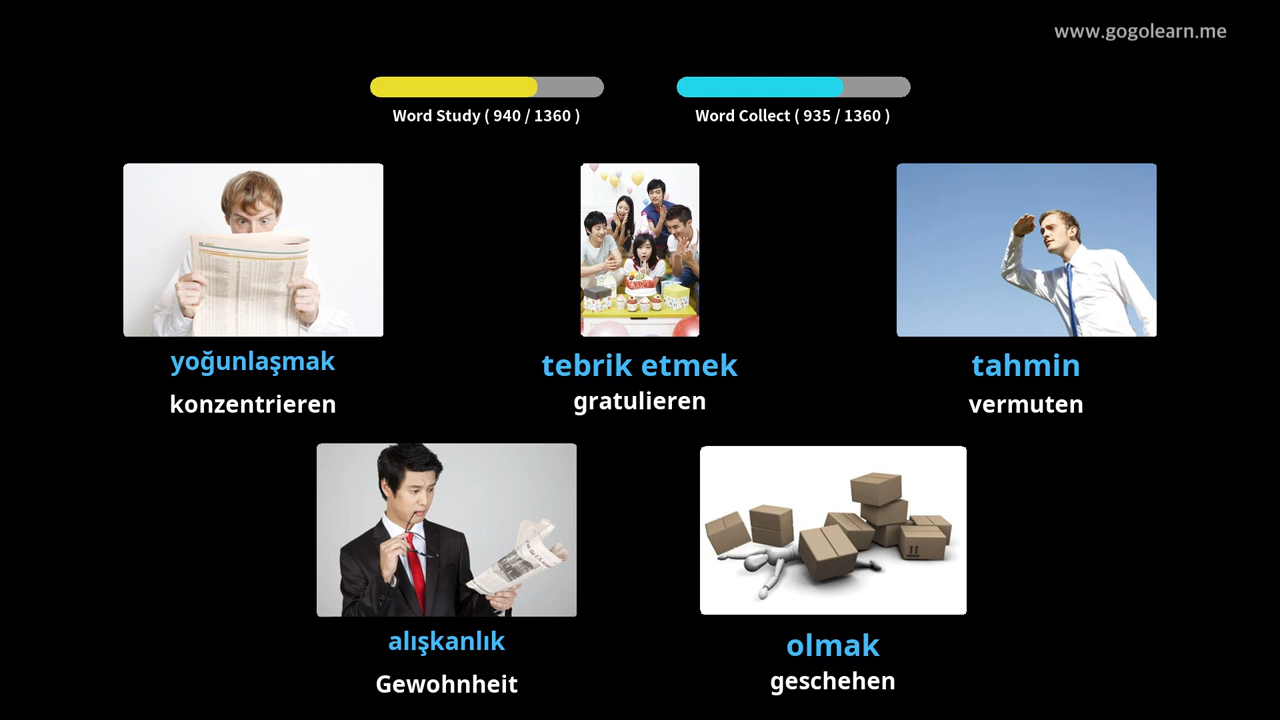 www.gogolearn.me
Word Study ( 940 / 1360 )
Word Collect ( 935 / 1360 )
yoğunlaşmak
konzentrieren
tebrik etmek
gratulieren
tahmin
vermuten
alışkanlık
Gewohnheit
olmak
geschehen